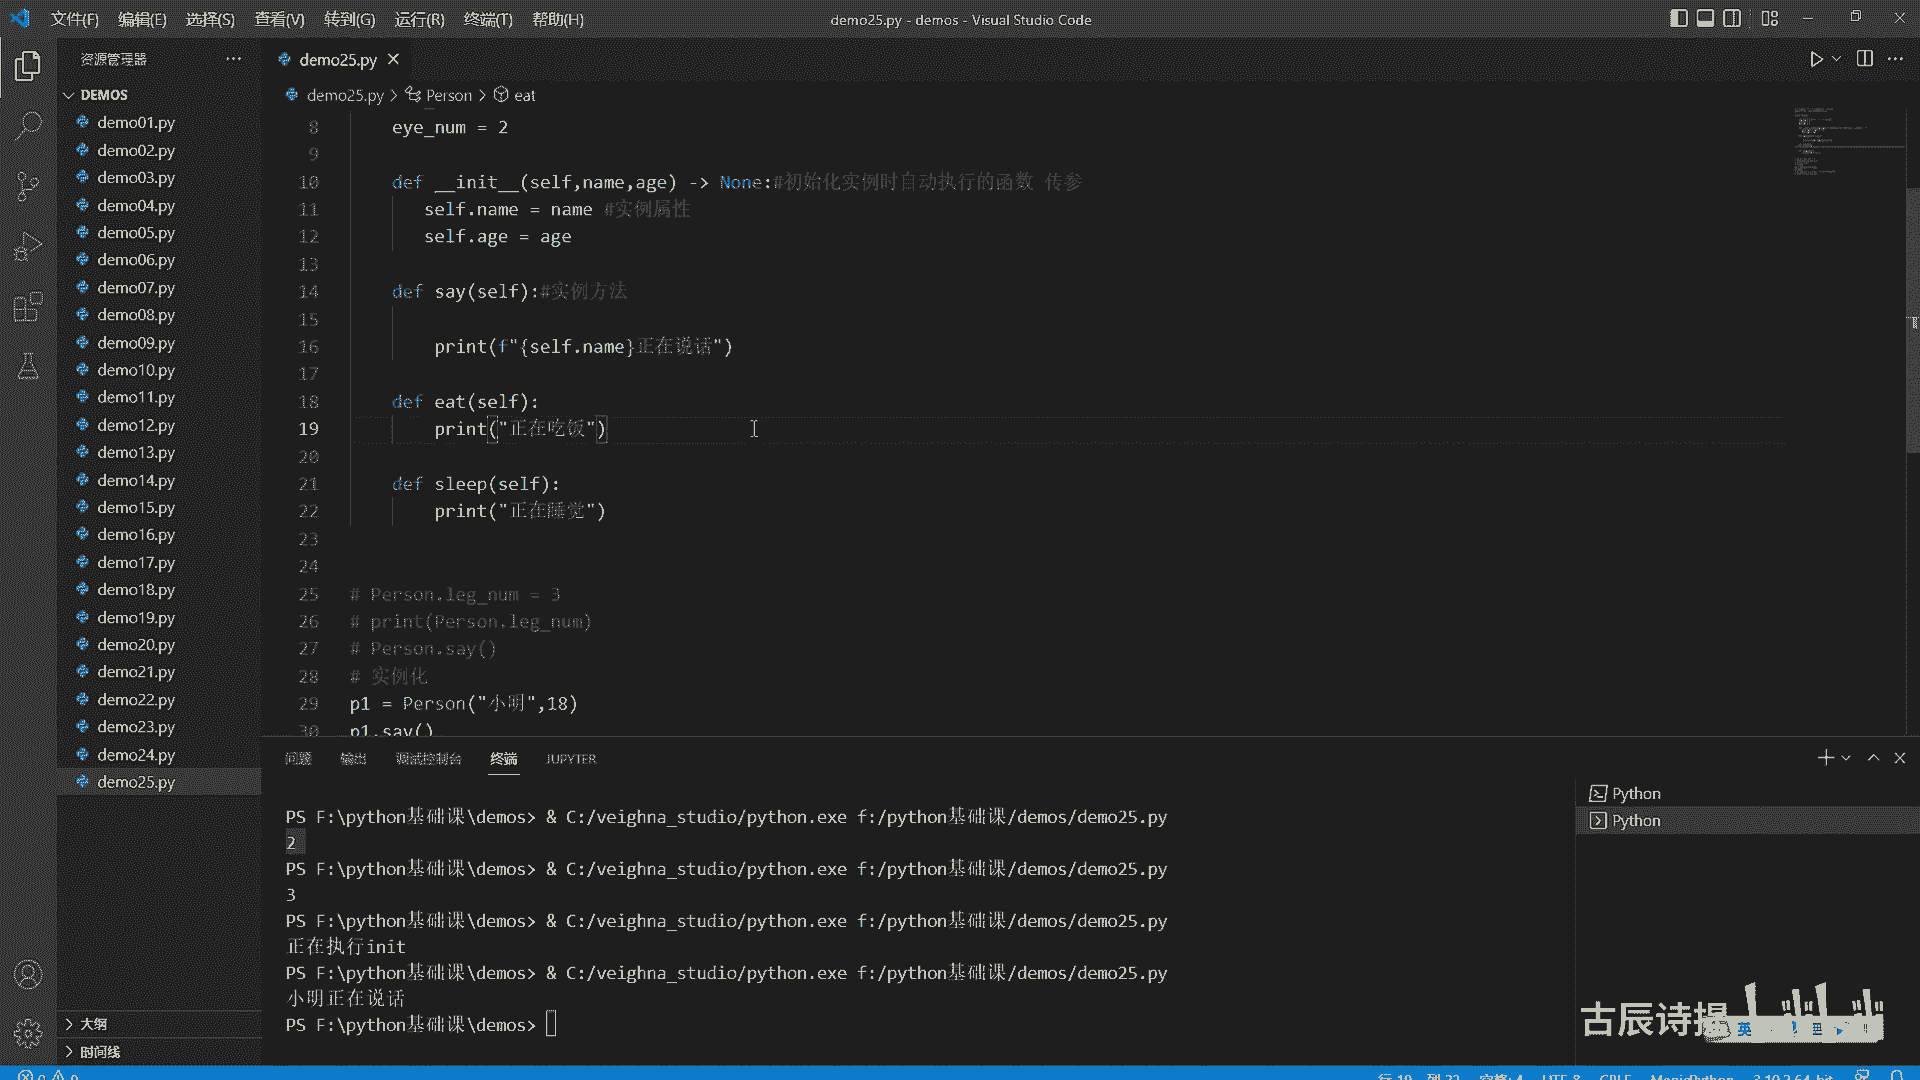 文件(F) 编辑(E) 选择(S) 查看(V) 转到(G) 运行(R) 终端(T) 帮助(H)
demo25.py - demos - Visual Studio Code
资源管理器
DEMOS
demo01.py
demo02.py
demo03.py
demo04.py
demo05.py
demo06.py
demo07.py
demo08.py
demo09.py
demo10.py
demo11.py
demo12.py
demo13.py
demo14.py
demo15.py
demo16.py
demo17.py
demo18.py
demo19.py
demo20.py
demo21.py
demo22.py
demo23.py
demo24.py
demo25.py
大纲
时间线
demo25.py
demo25.py > Person > eat
8 eye_num = 2
9
10 def __init__(self,name,age) -> None:#初始化实例时自动执行的函数 传参
11 self.name = name #实例属性
12 self.age = age
13
14 def say(self):#实例方法
15
16 print(f"{self.name}正在说话")
17
18 def eat(self):
19 print("正在吃饭")
20
21 def sleep(self):
22 print("正在睡觉")
23
24
25 # Person.leg_num = 3
26 # print(Person.leg_num)
27 # Person.say()
28 # 实例化
29 p1 = Person("小明",18)
30 p1.say()
问题 输出 调试控制台 终端 JUPYTER
PS F:\python基础课\demos> & C:/veighna_studio/python.exe f:/python基础课/demos/demo25.py
2
PS F:\python基础课\demos> & C:/veighna_studio/python.exe f:/python基础课/demos/demo25.py
3
PS F:\python基础课\demos> & C:/veighna_studio/python.exe f:/python基础课/demos/demo25.py
正在执行init
PS F:\python基础课\demos> & C:/veighna_studio/python.exe f:/python基础课/demos/demo25.py
小明正在说话
PS F:\python基础课\demos>
Python
Python
古辰诗提
英